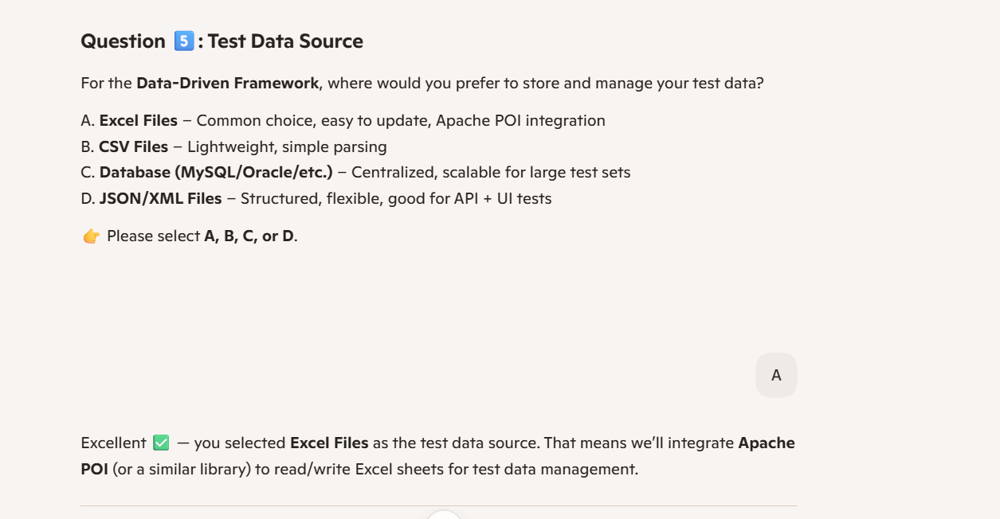 Question 5️⃣: Test Data Source
For the Data-Driven Framework, where would you prefer to store and manage your test data?
A. Excel Files – Common choice, easy to update, Apache POI integration
B. CSV Files – Lightweight, simple parsing
C. Database (MySQL/Oracle/etc.) – Centralized, scalable for large test sets
D. JSON/XML Files – Structured, flexible, good for API + UI tests
👉 Please select A, B, C, or D.
A
Excellent ✅ — you selected Excel Files as the test data source. That means we’ll integrate Apache
POI (or a similar library) to read/write Excel sheets for test data management.